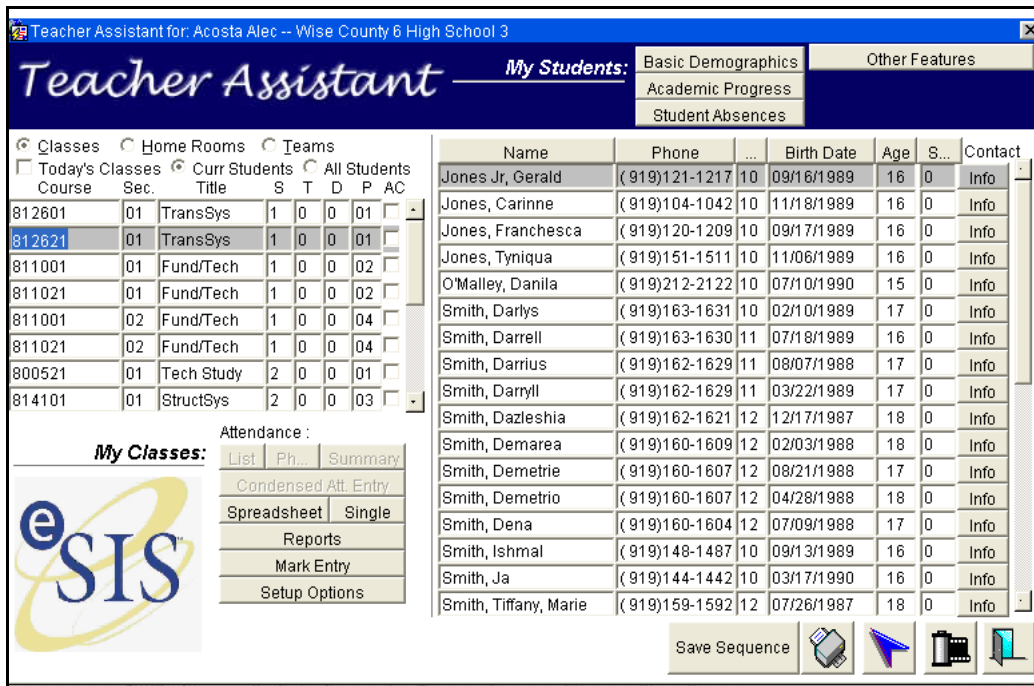 Teacher Assistant for: Acosta Alec -- Wise County 6 High School 3
Teacher Assistant
My Students:
Basic Demographics
Academic Progress
Student Absences
Other Features
Classes Home Rooms Teams
Today's Classes Curr Students All Students
Course Sec. Title S T D P AC
812601 01 TransSys 1 0 0 01
812621 01 TransSys 1 0 0 01
811001 01 Fund/Tech 1 0 0 02
811021 01 Fund/Tech 1 0 0 02
811001 02 Fund/Tech 1 0 0 04
811021 02 Fund/Tech 1 0 0 04
800521 01 Tech Study 2 0 0 01
814101 01 StructSys 2 0 0 03
My Classes:
Attendance :
List Ph... Summary
Condensed Att. Entry
Spreadsheet Single
Reports
Mark Entry
Setup Options
eSIS
Name Phone ... Birth Date Age S... Contact
Jones Jr, Gerald (919)121-1217 10 09/16/1989 16 0 Info
Jones, Carinne (919)104-1042 10 11/18/1989 16 0 Info
Jones, Franchesca (919)120-1209 10 09/17/1989 16 0 Info
Jones, Tyniqua (919)151-1511 10 11/06/1989 16 0 Info
O'Malley, Danila (919)212-2122 10 07/10/1990 15 0 Info
Smith, Darlys (919)163-1631 10 02/10/1989 17 0 Info
Smith, Darrell (919)163-1630 11 07/18/1989 16 0 Info
Smith, Darrius (919)162-1629 11 08/07/1988 17 0 Info
Smith, Darryll (919)162-1629 11 03/22/1989 17 0 Info
Smith, Dazleshia (919)162-1621 12 12/17/1987 18 0 Info
Smith, Demarea (919)160-1609 12 02/03/1988 18 0 Info
Smith, Demetrie (919)160-1607 12 08/21/1988 17 0 Info
Smith, Demetrio (919)160-1607 12 04/28/1988 18 0 Info
Smith, Dena (919)160-1604 12 07/09/1988 17 0 Info
Smith, Ishmal (919)148-1487 10 09/13/1989 16 0 Info
Smith, Ja (919)144-1442 10 03/17/1990 16 0 Info
Smith, Tiffany, Marie (919)159-1592 12 07/26/1987 18 0 Info
Save Sequence